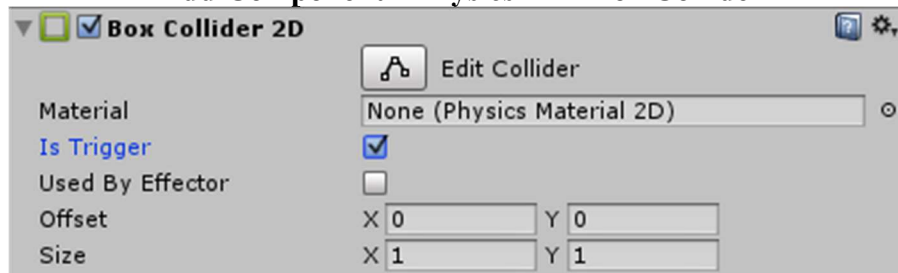 Box Collider 2D
Edit Collider
Material None (Physics Material 2D)
Is Trigger
Used By Effector
Offset X 0 Y 0
Size X 1 Y 1